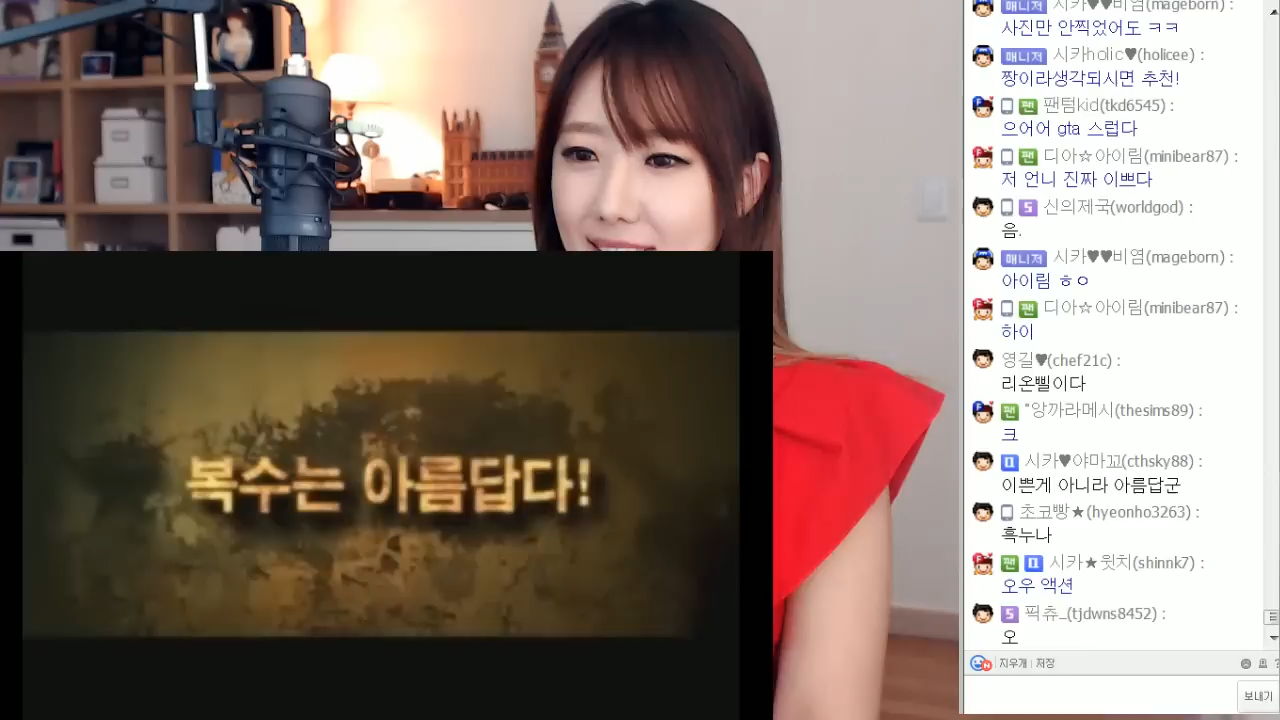 복수는 아름답다!
매니저 시카♥♥비염(mageborn) :
사진만 안찍었어도 ㅋㅋ
매니저 시카holic♥(holicee) :
짱이라생각되시면 추천!
팬 팬텀kid(tkd6545) :
으어어 gta 스럽다
팬 디아☆아이림(minibear87) :
저 언니 진짜 이쁘다
S 신의제국(worldgod) :
음.
매니저 시카♥♥비염(mageborn) :
아이림 ㅎㅇ
팬 디아☆아이림(minibear87) :
하이
영길♥(chef21c) :
리온삘이다
팬 "앙까라메시(thesims89) :
크
시카♥야마꼬(cthsky88) :
이쁜게 아니라 아름답군
초코빵★(hyeonho3263) :
흑누나
팬 시카★윗치(shinnk7) :
오우 액션
S 픽츄_(tjdwns8452) :
오
지우개 | 저장
보내기